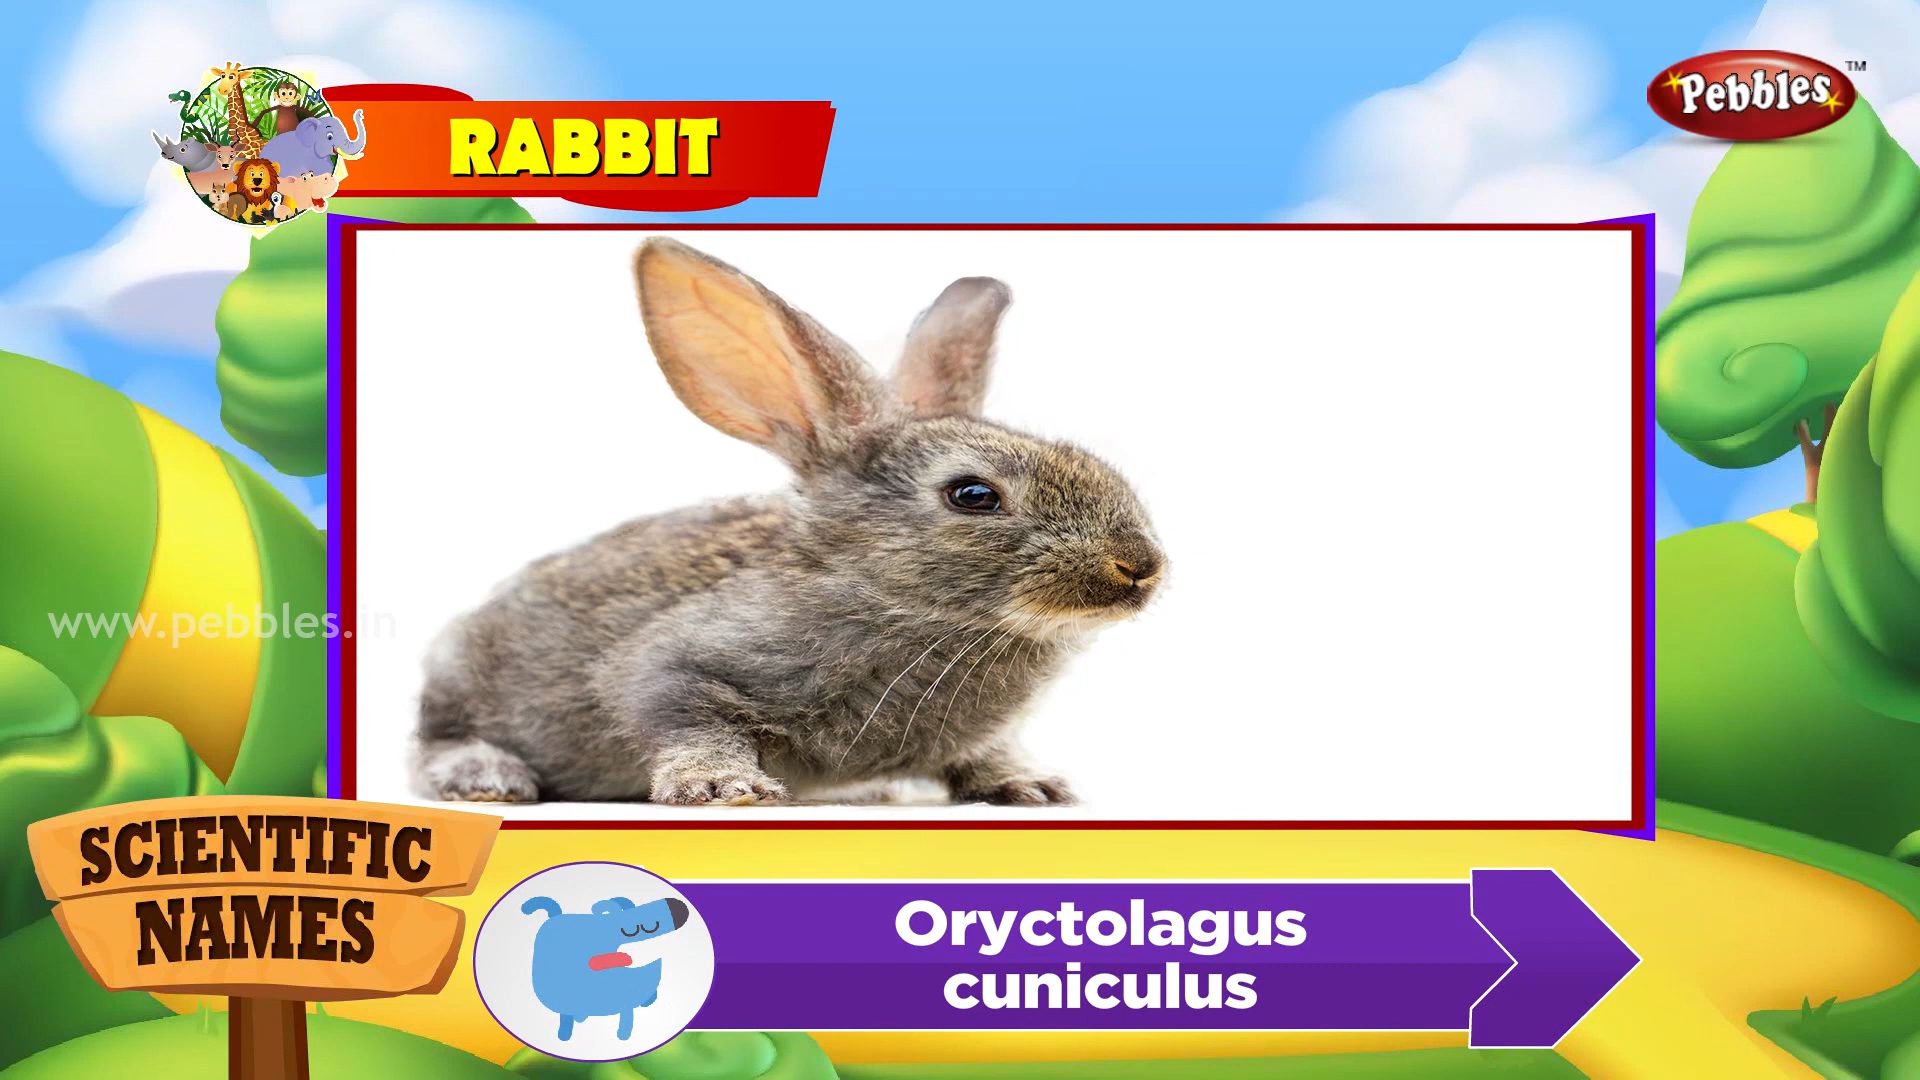 RABBIT
Pebbles
TM
www.pebbles.in
SCIENTIFIC
NAMES
Oryctolagus
cuniculus